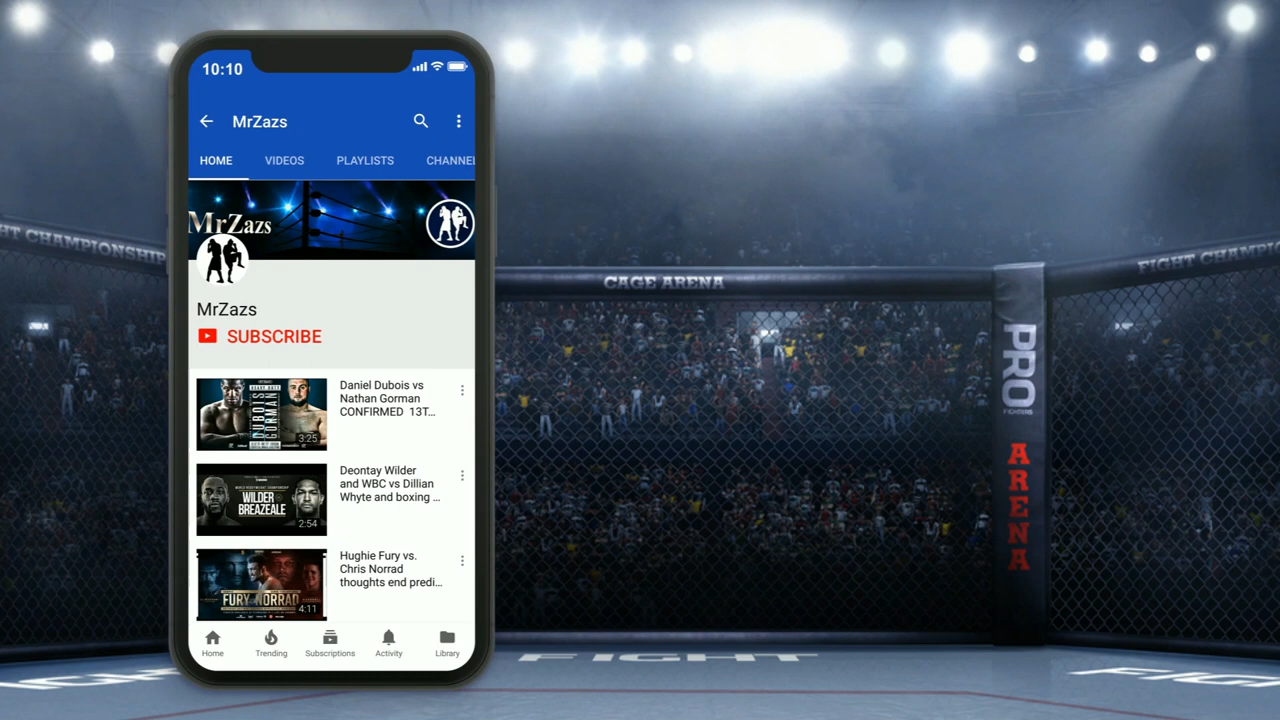 10:10
MrZazs
HOME VIDEOS PLAYLISTS CHANNEL
MrZazs
MrZazs
SUBSCRIBE
DUBOIS
GORMAN
3:25
Daniel Dubois vs
Nathan Gorman
CONFIRMED 13T...
WILDER
BREAZEALE
2:54
Deontay Wilder
and WBC vs Dillian
Whyte and boxing ...
FURY NORRAD
4:11
Hughie Fury vs.
Chris Norrad
thoughts end predi...
Home Trending Subscriptions Activity Library
HT CHAMPIONSHIP
CAGE ARENA
FIGHT CHAMPI
PRO
FIGHTERS
ARENA
FIGHT